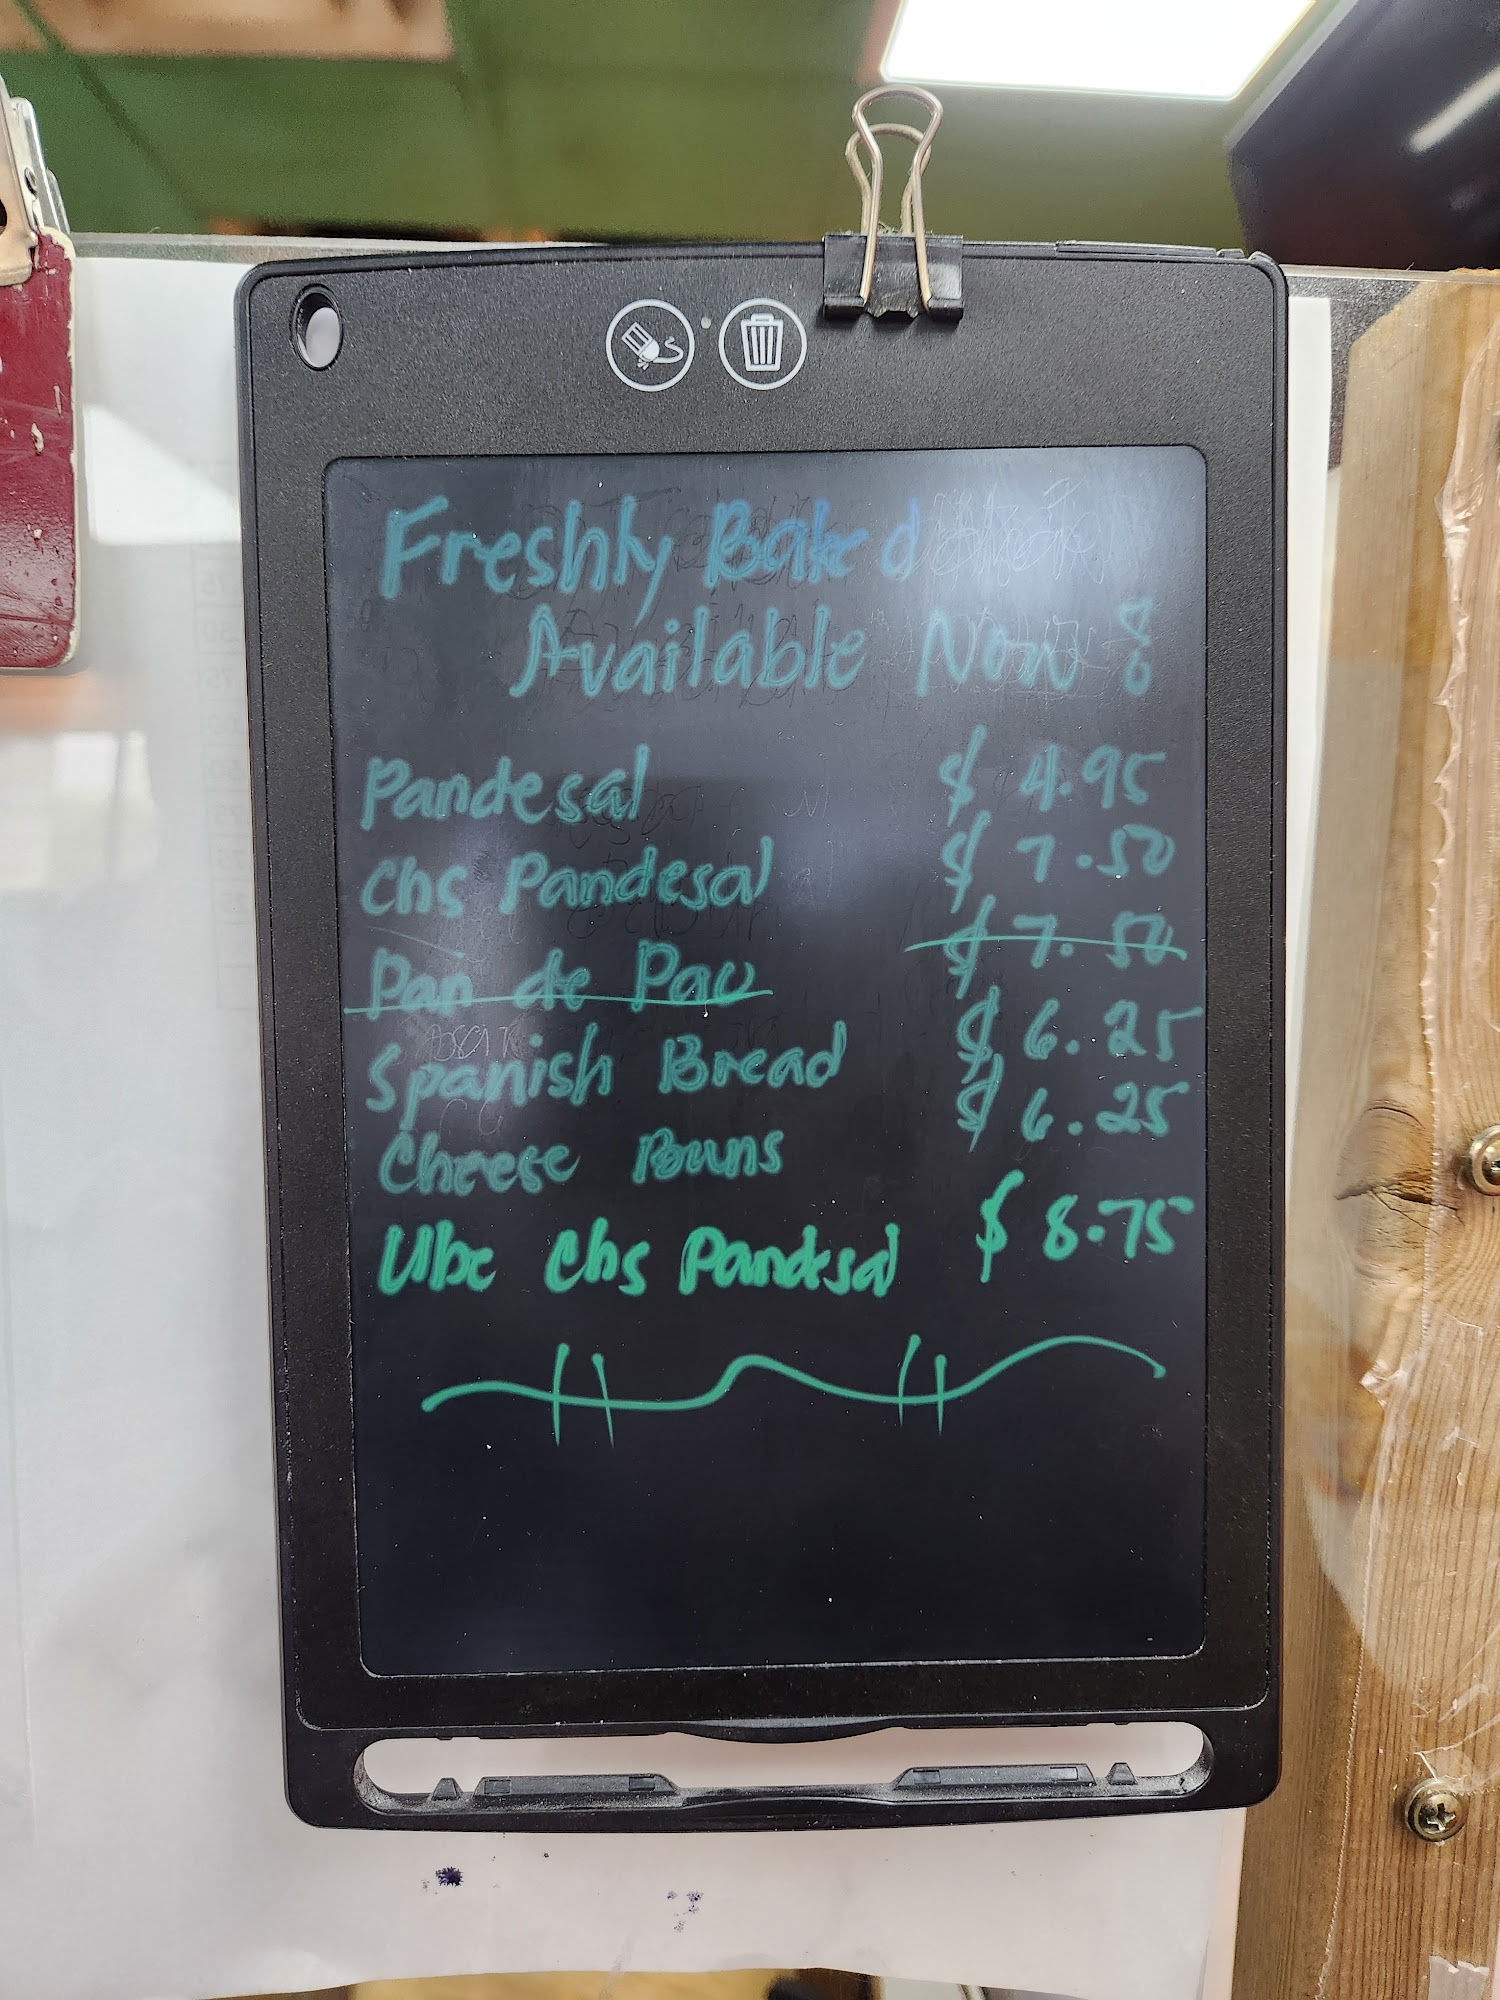 Freshly Baked
Available Now!
Pandesal $ 4.95
Chs Pandesal $ 7.50
Pan de Pao $ 7.50
Spanish Bread $ 6.25
Cheese Buns $ 6.25
Ube Chs Pandesal $ 8.75